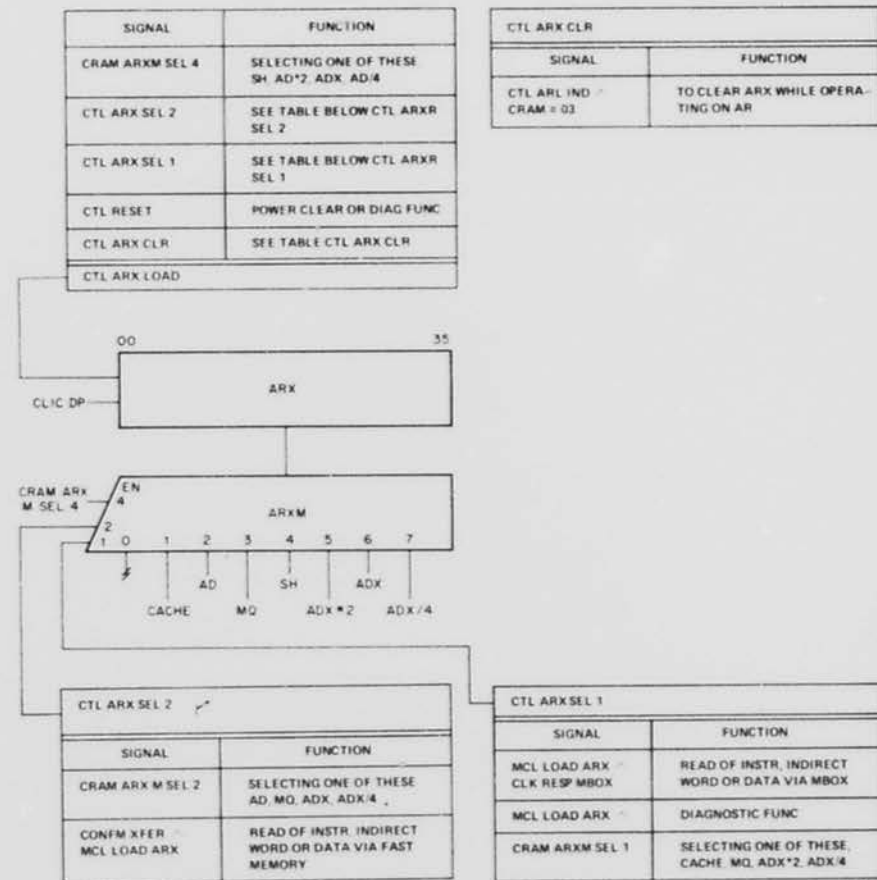 SIGNAL FUNCTION
CRAM ARXM SEL 4 SELECTING ONE OF THESE
SH, AD*2, ADX, AD/4
CTL ARX SEL 2 SEE TABLE BELOW CTL ARXR
SEL 2
CTL ARX SEL 1 SEE TABLE BELOW CTL ARXR
SEL 1
CTL RESET POWER CLEAR OR DIAG FUNC
CTL ARX CLR SEE TABLE CTL ARX CLR
CTL ARX LOAD
CTL ARX CLR
SIGNAL FUNCTION
CTL ARL IND TO CLEAR ARX WHILE OPERA-
CRAM = 03 TING ON AR
00 35
ARX
CLIC DP
CRAM ARX
M SEL 4
EN
4
2
1
ARXM
0 1 2 3 4 5 6 7
AD SH ADX
CACHE MQ ADX*2 ADX/4
CTL ARX SEL 2
SIGNAL FUNCTION
CRAM ARX M SEL 2 SELECTING ONE OF THESE
AD, MQ, ADX, ADX/4
CONFM XFER READ OF INSTR, INDIRECT
MCL LOAD ARX WORD OR DATA VIA FAST
MEMORY
CTL ARX SEL 1
SIGNAL FUNCTION
MCL LOAD ARX READ OF INSTR, INDIRECT
CLK RESP MBOX WORD OR DATA VIA MBOX
MCL LOAD ARX DIAGNOSTIC FUNC
CRAM ARXM SEL 1 SELECTING ONE OF THESE,
CACHE, MQ, ADX*2, ADX/4